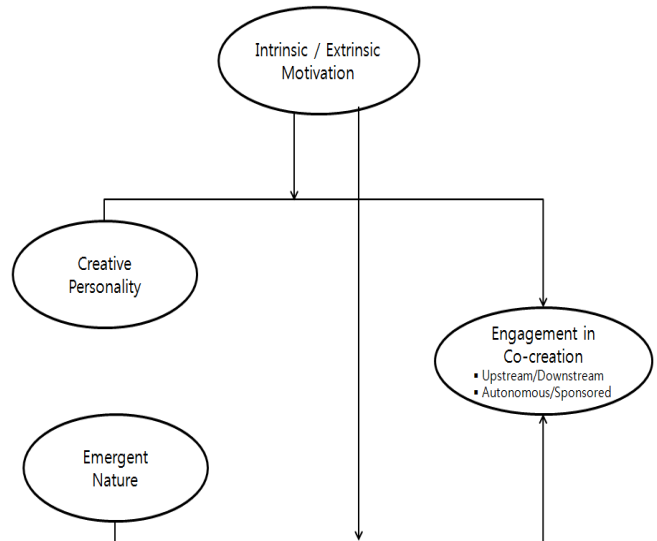 Intrinsic / Extrinsic
Motivation
Creative
Personality
Engagement in
Co-creation
▪ Upstream/Downstream
▪ Autonomous/Sponsored
Emergent
Nature